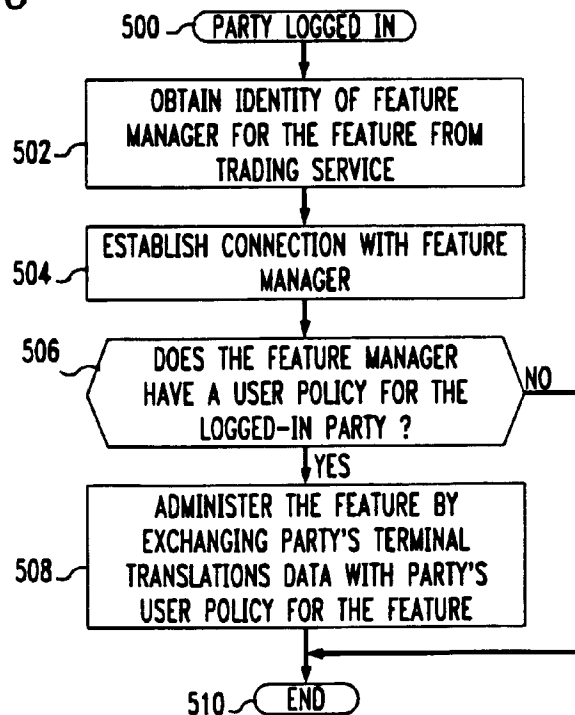 500 PARTY LOGGED IN
502 OBTAIN IDENTITY OF FEATURE
MANAGER FOR THE FEATURE FROM
TRADING SERVICE
504 ESTABLISH CONNECTION WITH FEATURE
MANAGER
506 DOES THE FEATURE MANAGER
HAVE A USER POLICY FOR THE
LOGGED-IN PARTY ?
NO
YES
508 ADMINISTER THE FEATURE BY
EXCHANGING PARTY'S TERMINAL
TRANSLATIONS DATA WITH PARTY'S
USER POLICY FOR THE FEATURE
510 END